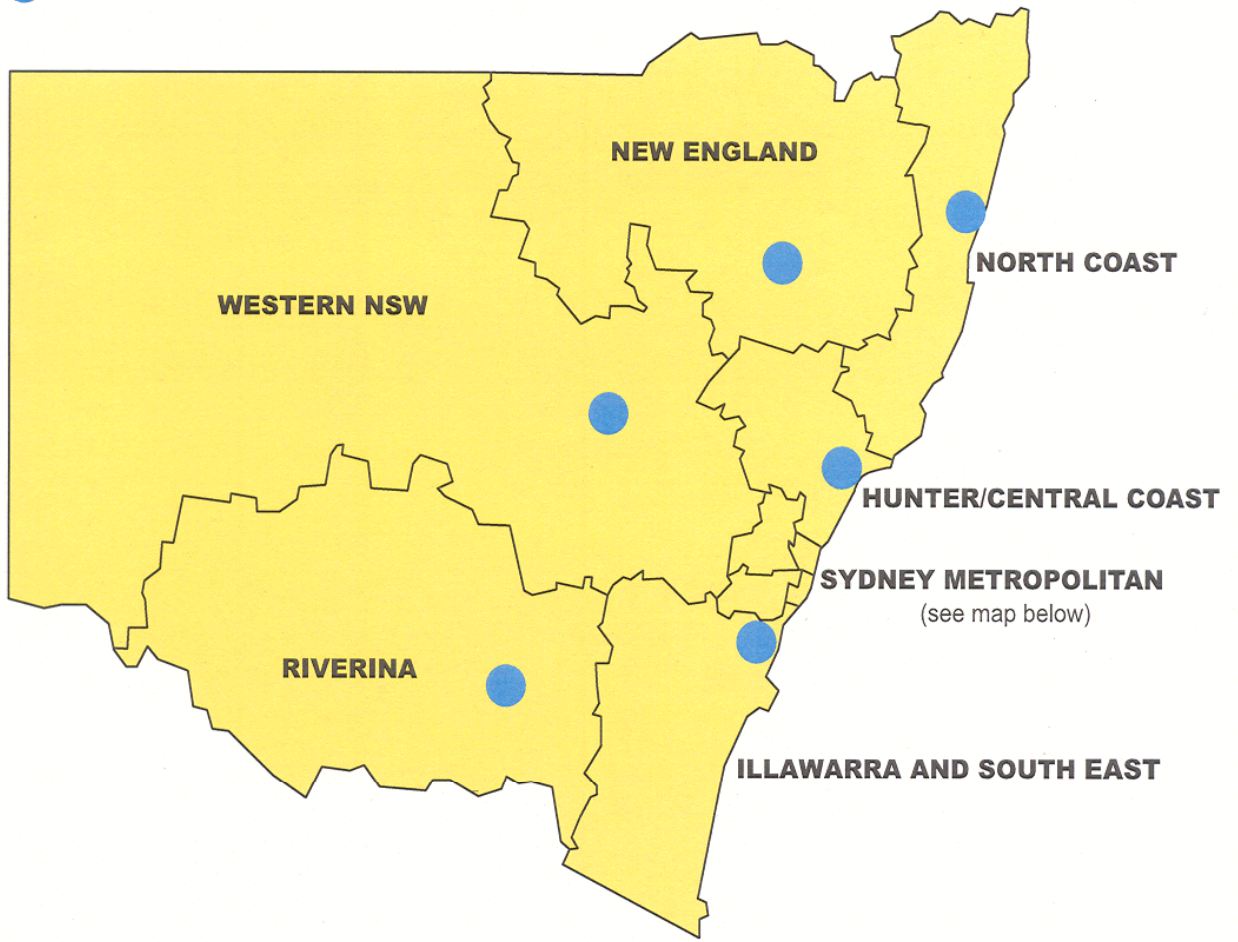 NEW ENGLAND
NORTH COAST
WESTERN NSW
HUNTER/CENTRAL COAST
SYDNEY METROPOLITAN
(see map below)
RIVERINA
ILLAWARRA AND SOUTH EAST